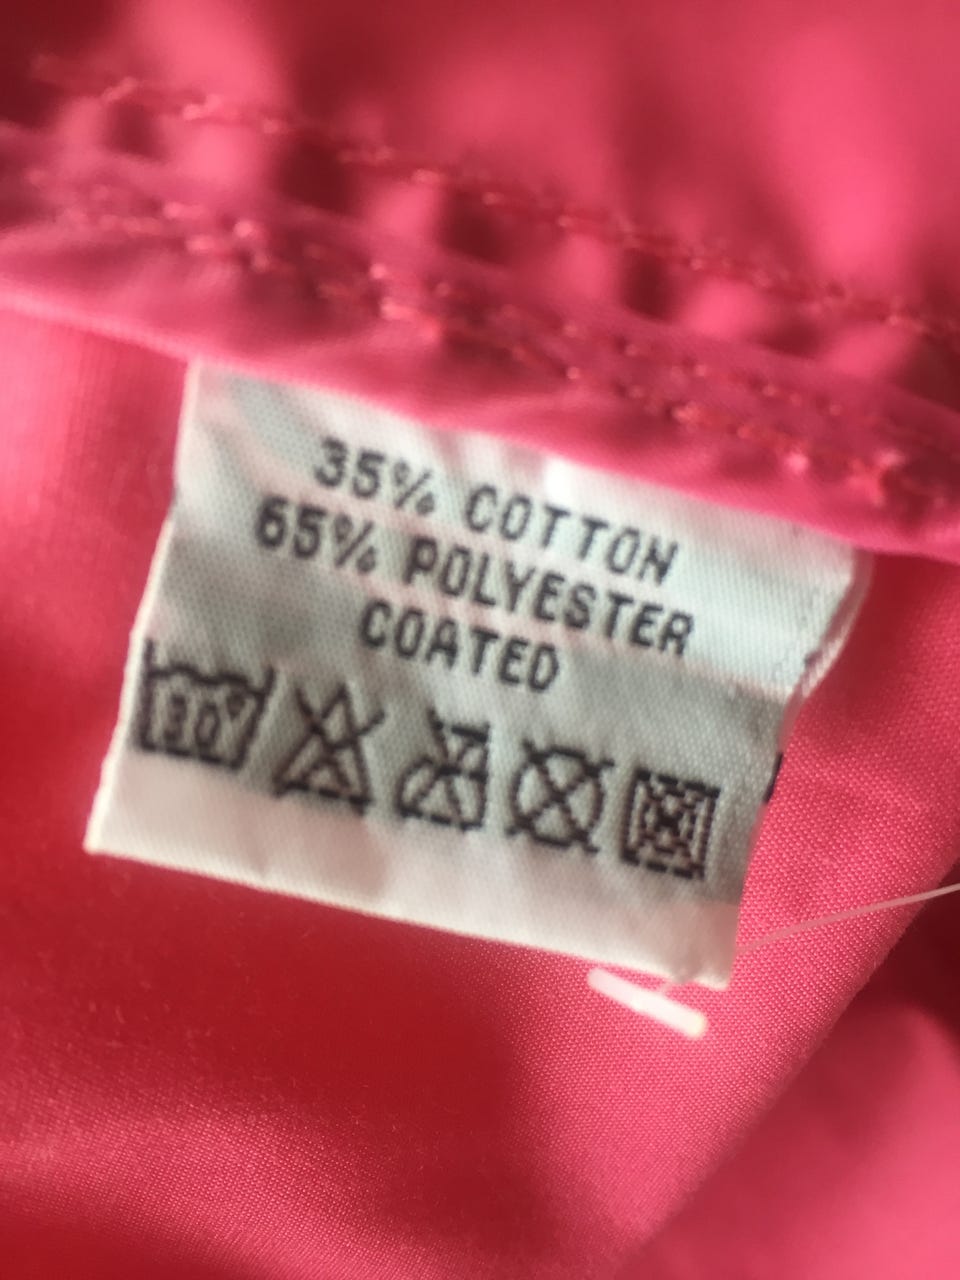 35% COTTON
65% POLYESTER
COATED
30°